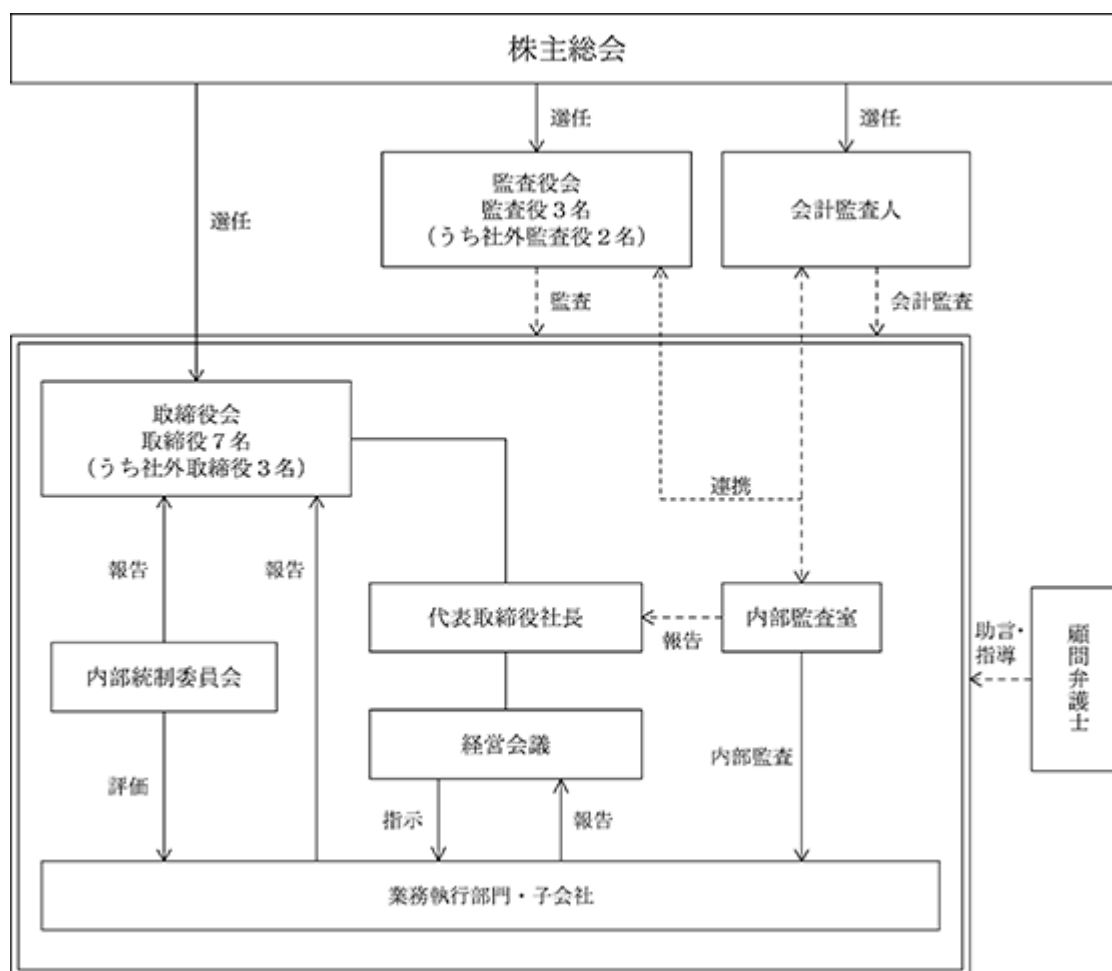 株主総会
選任
選任
選任
監査役会
監査役３名
（うち社外監査役２名）
会計監査人
監査
会計監査
取締役会
取締役７名
（うち社外取締役３名）
連携
報告
報告
代表取締役社長
報告
内部監査室
助言・
指導
顧問弁護士
内部統制委員会
経営会議
内部監査
評価
指示
報告
業務執行部門・子会社